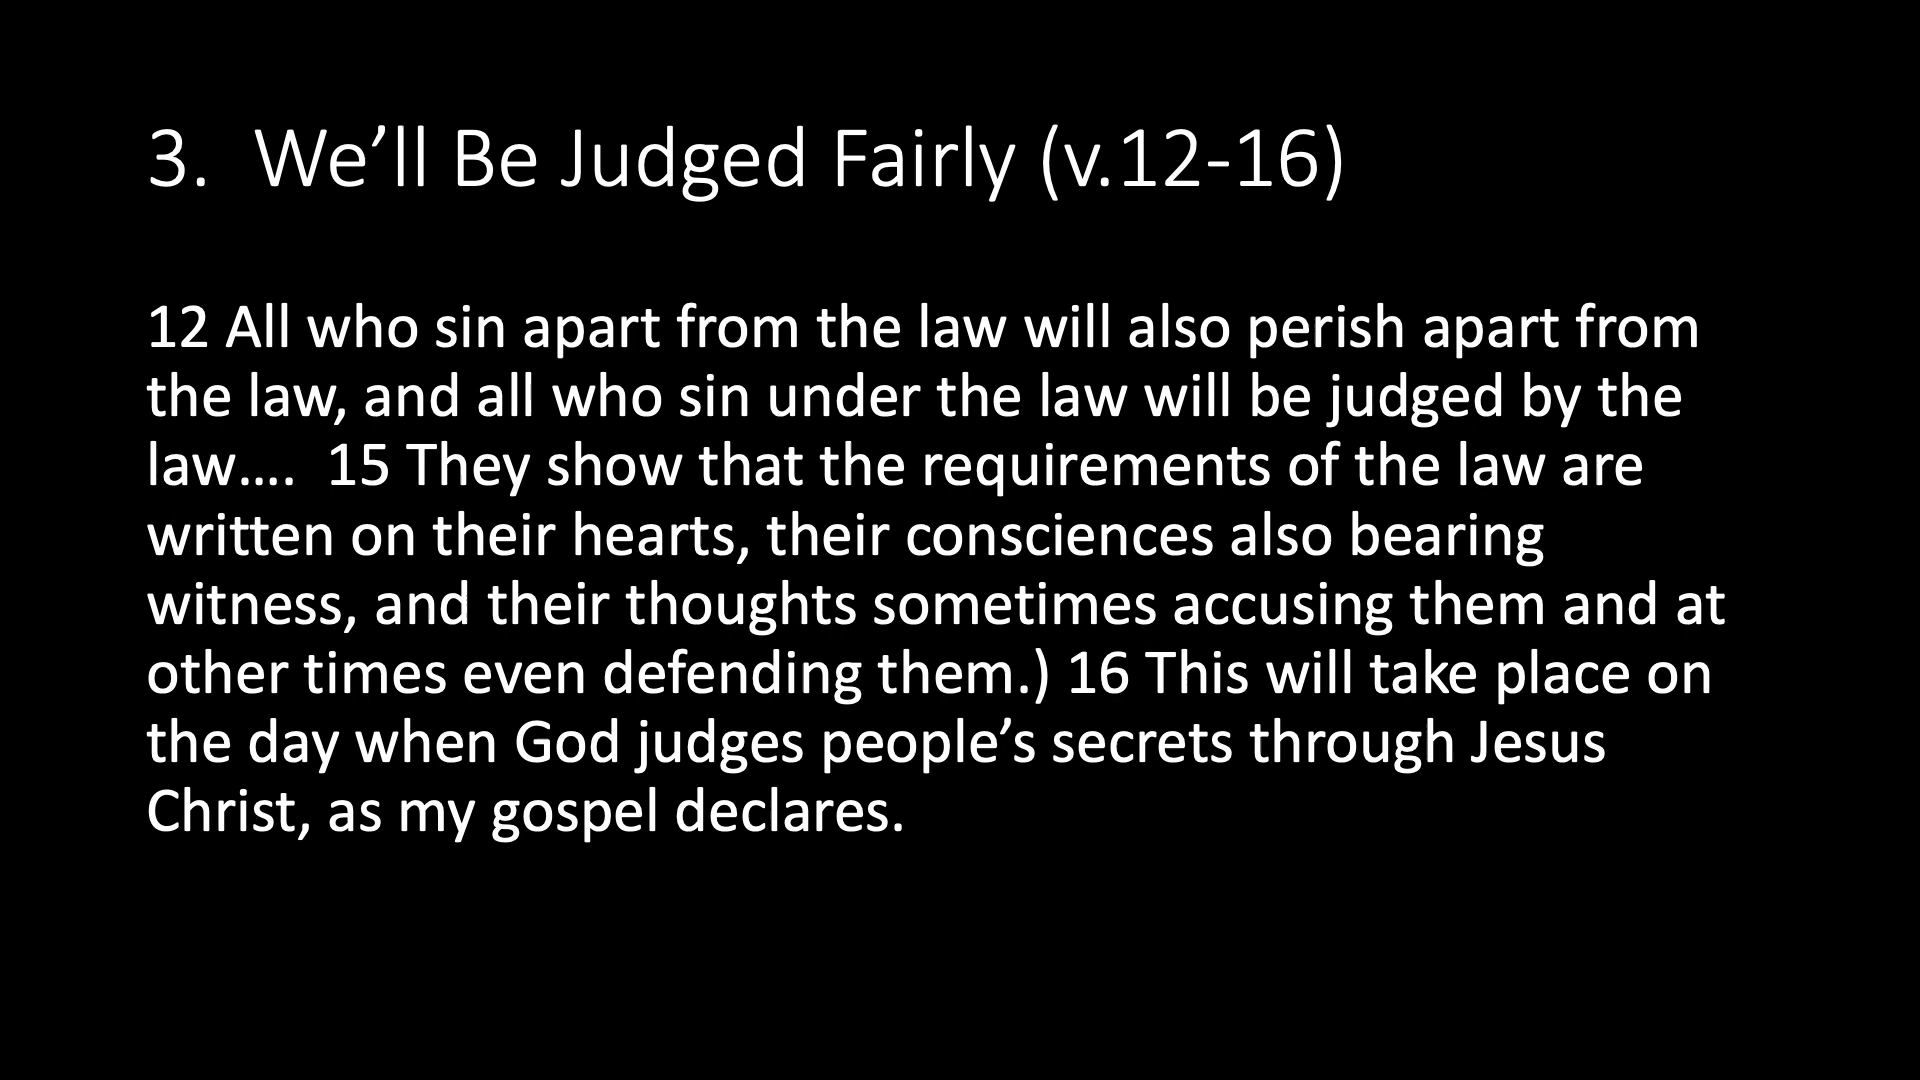 3.  We’ll Be Judged Fairly (v.12-16)
12 All who sin apart from the law will also perish apart from
the law, and all who sin under the law will be judged by the
law….  15 They show that the requirements of the law are
written on their hearts, their consciences also bearing
witness, and their thoughts sometimes accusing them and at
other times even defending them.) 16 This will take place on
the day when God judges people’s secrets through Jesus
Christ, as my gospel declares.